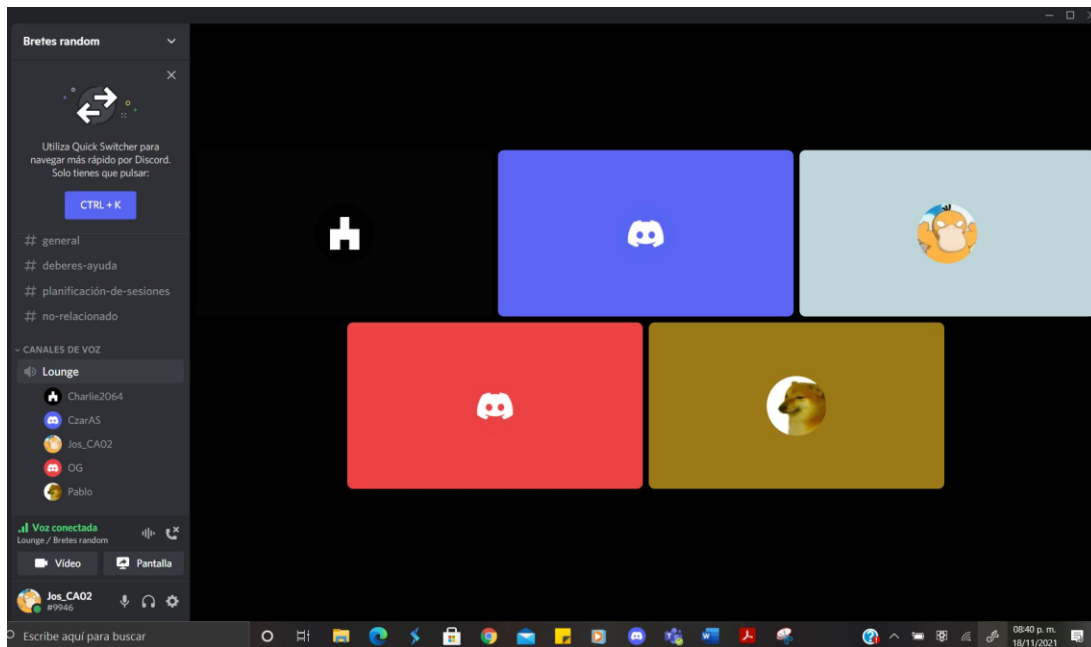 Bretes random
Utiliza Quick Switcher para
navegar más rápido por Discord.
Solo tienes que pulsar:
CTRL + K
# general
# deberes-ayuda
# planificación-de-sesiones
# no-relacionado
CANALES DE VOZ
Lounge
Charlie2064
CzarAS
Jos_CA02
OG
Pablo
Voz conectada
Lounge / Bretes random
Vídeo
Pantalla
Jos_CA02
#9946
Escribe aquí para buscar
08:40 p. m.
18/11/2021